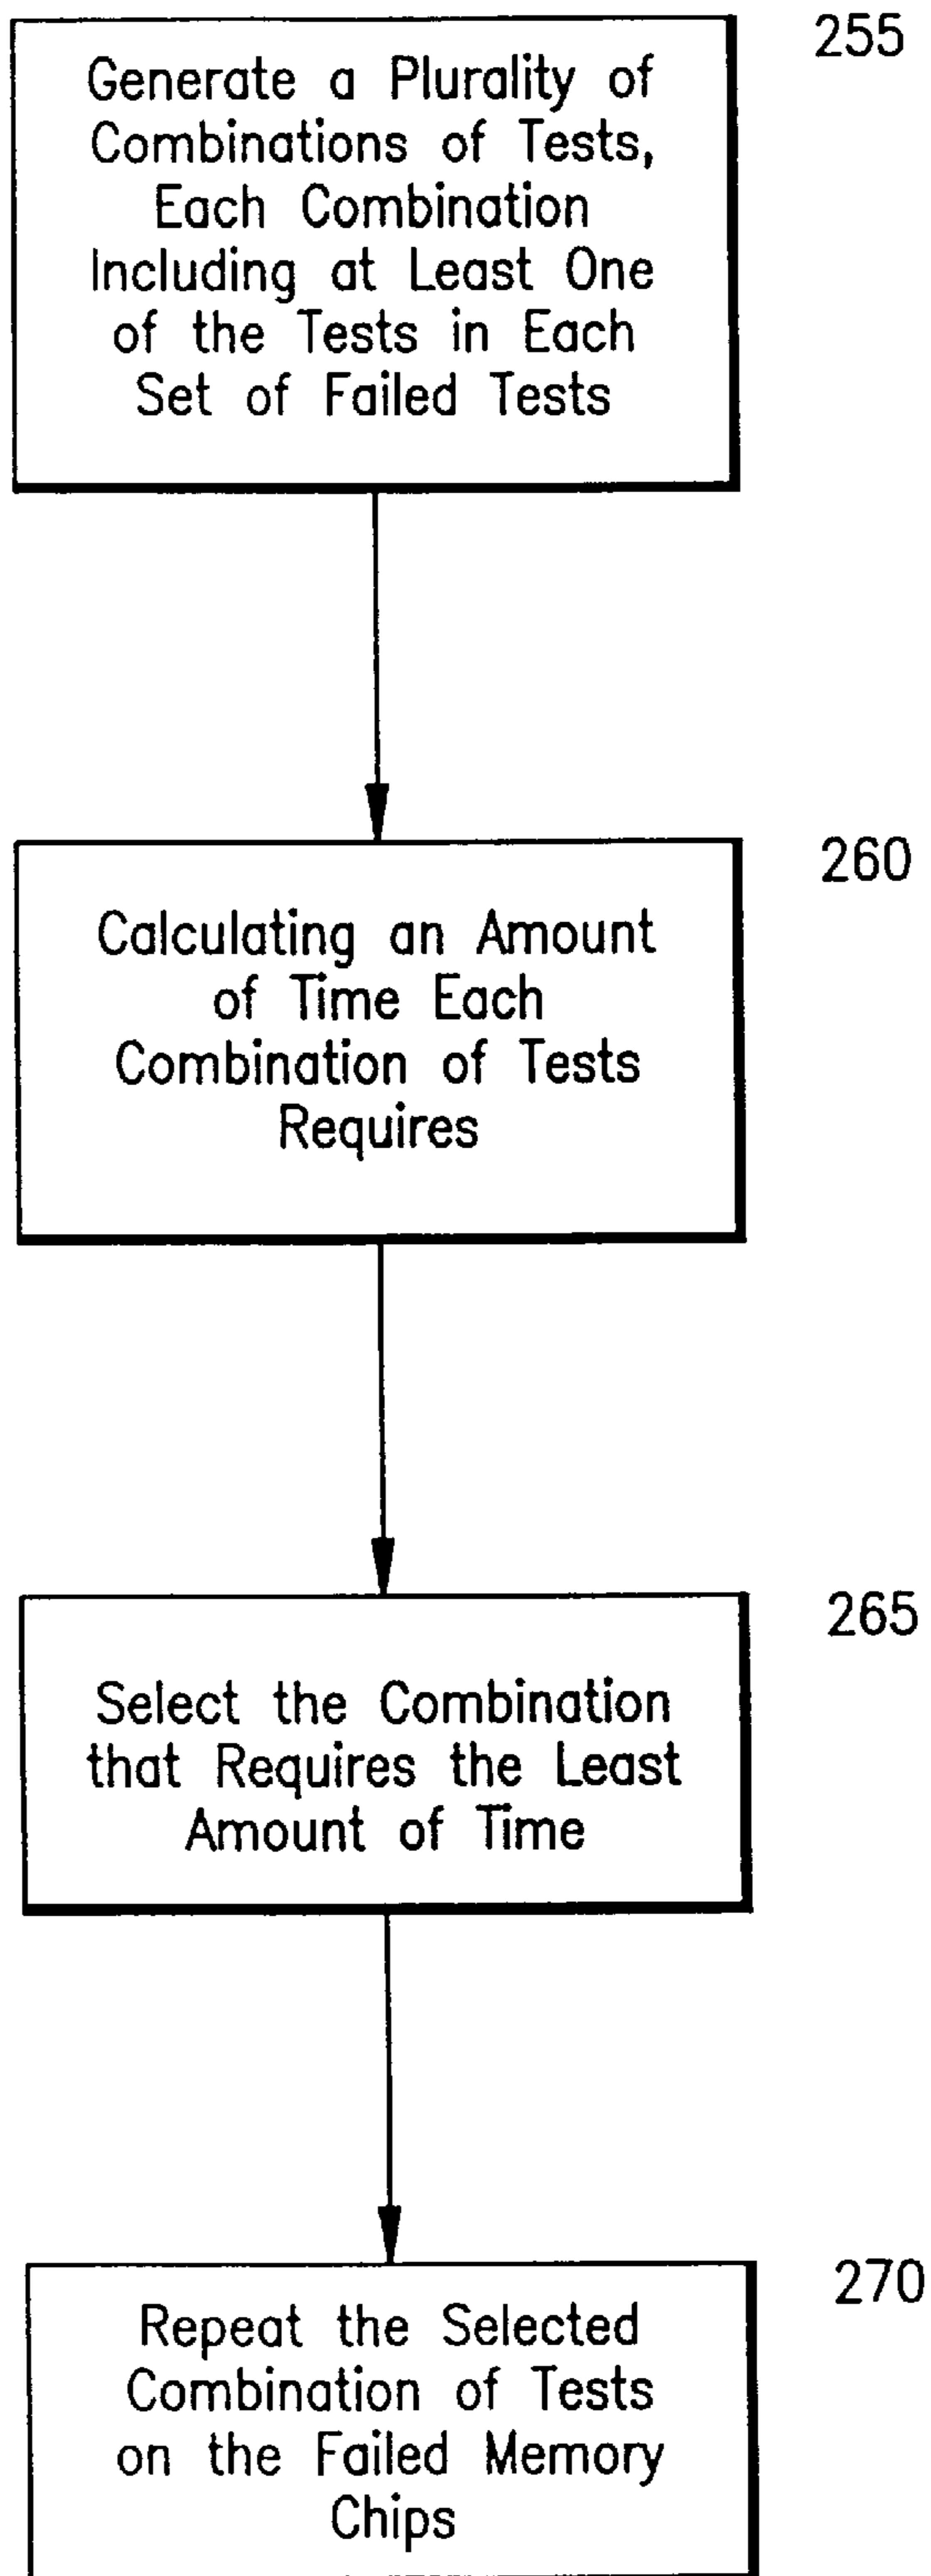 255
Generate a Plurality of
Combinations of Tests,
Each Combination
Including at Least One
of the Tests in Each
Set of Failed Tests
260
Calculating an Amount
of Time Each
Combination of Tests
Requires
265
Select the Combination
that Requires the Least
Amount of Time
270
Repeat the Selected
Combination of Tests
on the Failed Memory
Chips